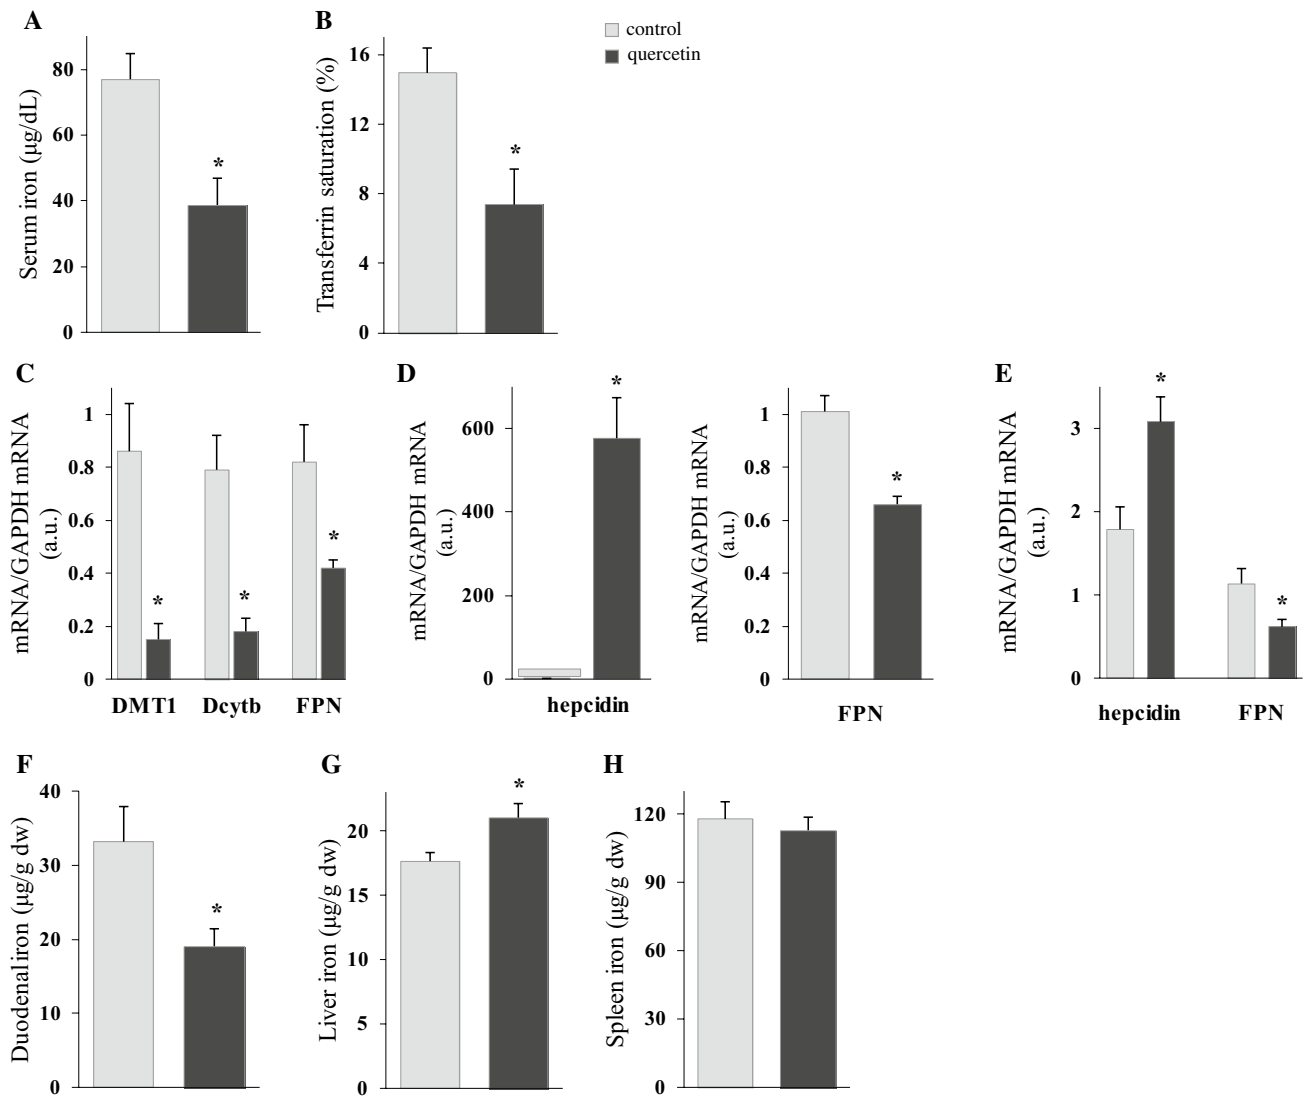 A
B
control
quercetin
Serum iron (µg/dL)
80
60
40
20
0
*
Transferrin saturation (%)
16
12
8
4
0
*
C
D
E
mRNA/GAPDH mRNA
(a.u.)
1
0.8
0.6
0.4
0.2
0
*
*
*
DMT1 Dcytb FPN
mRNA/GAPDH mRNA
(a.u.)
600
400
200
0
*
hepcidin
mRNA/GAPDH mRNA
(a.u.)
1
0.8
0.6
0.4
0.2
0
*
FPN
mRNA/GAPDH mRNA
(a.u.)
3
2
1
0
*
*
hepcidin FPN
F
G
H
Duodenal iron (µg/g dw)
40
30
20
10
0
*
Liver iron (µg/g dw)
20
15
10
5
0
*
Spleen iron (µg/g dw)
120
90
60
30
0